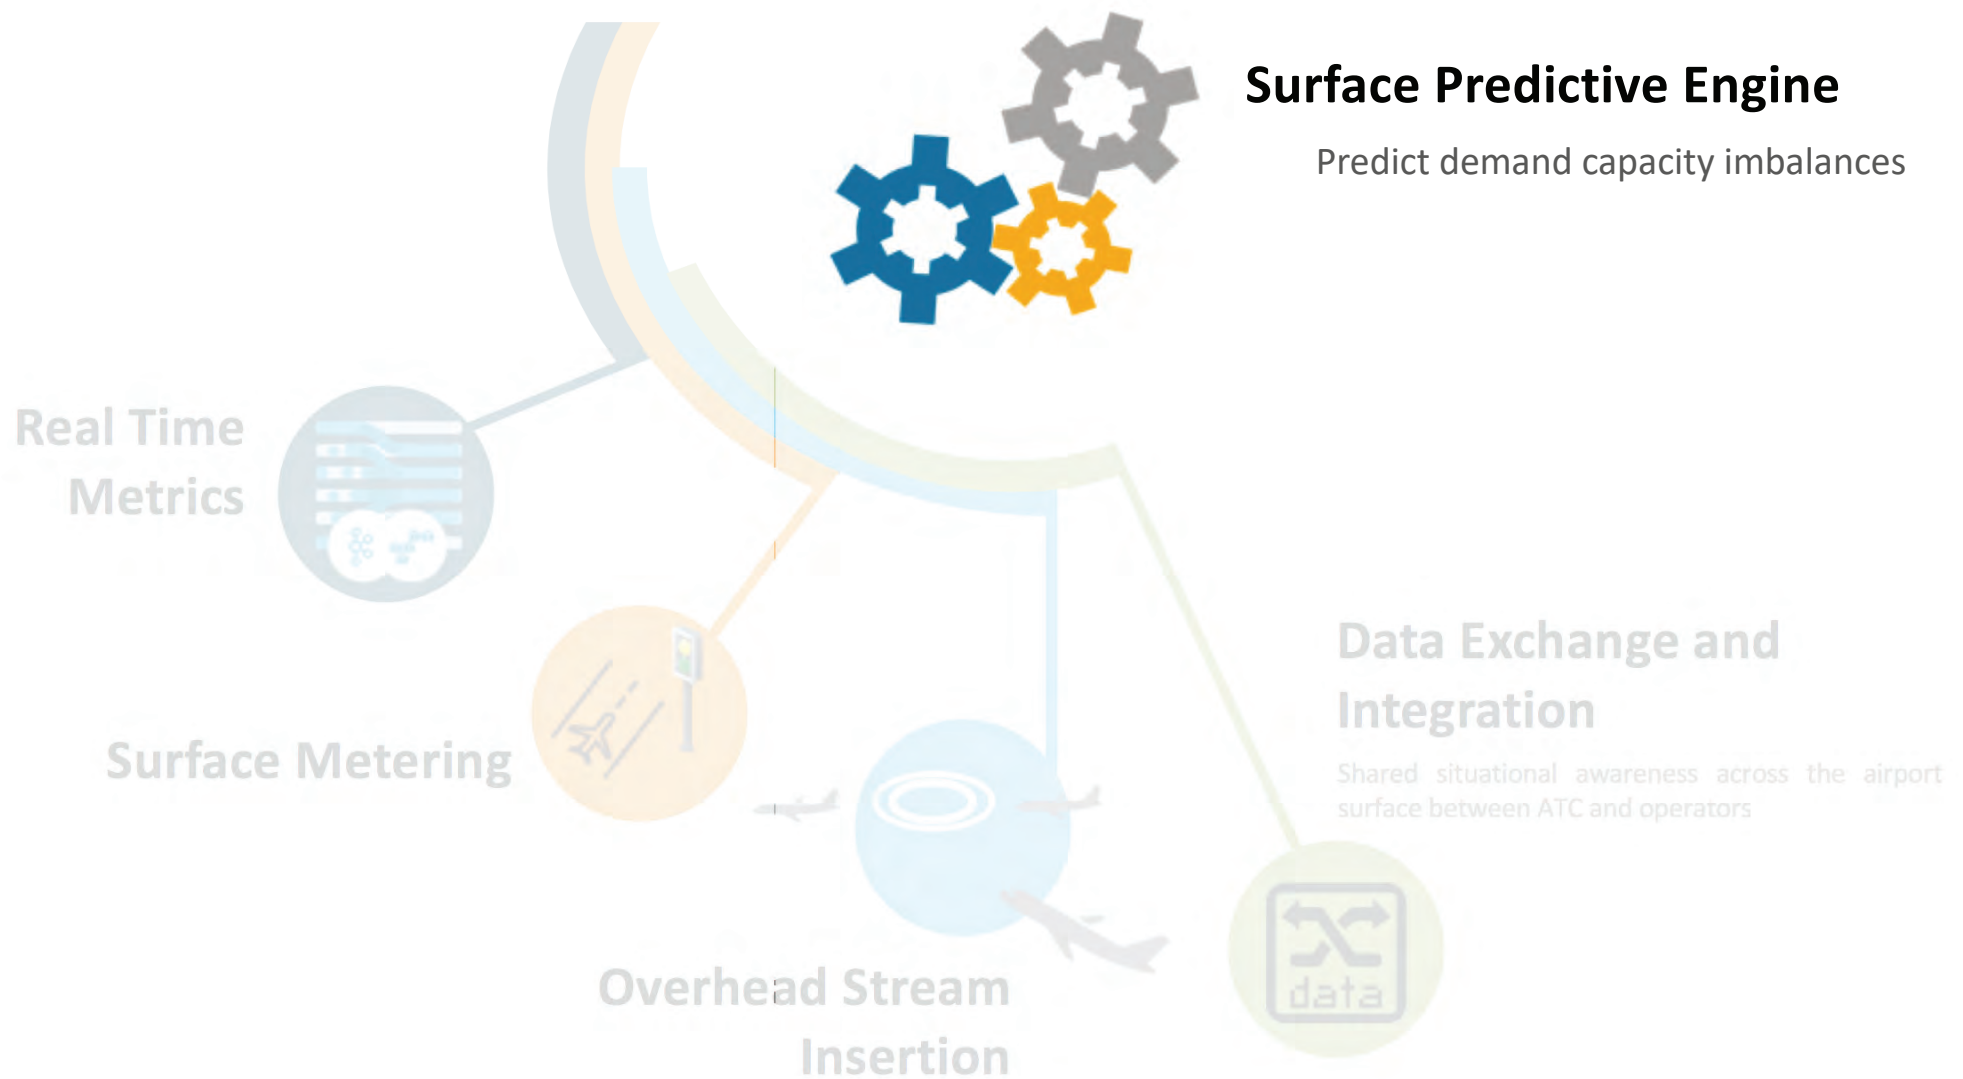 Surface Predictive Engine
Predict demand capacity imbalances
Real Time
Metrics
Surface Metering
Data Exchange and
Integration
Shared situational awareness across the airport
surface between ATC and operators
data
Overhead Stream
Insertion